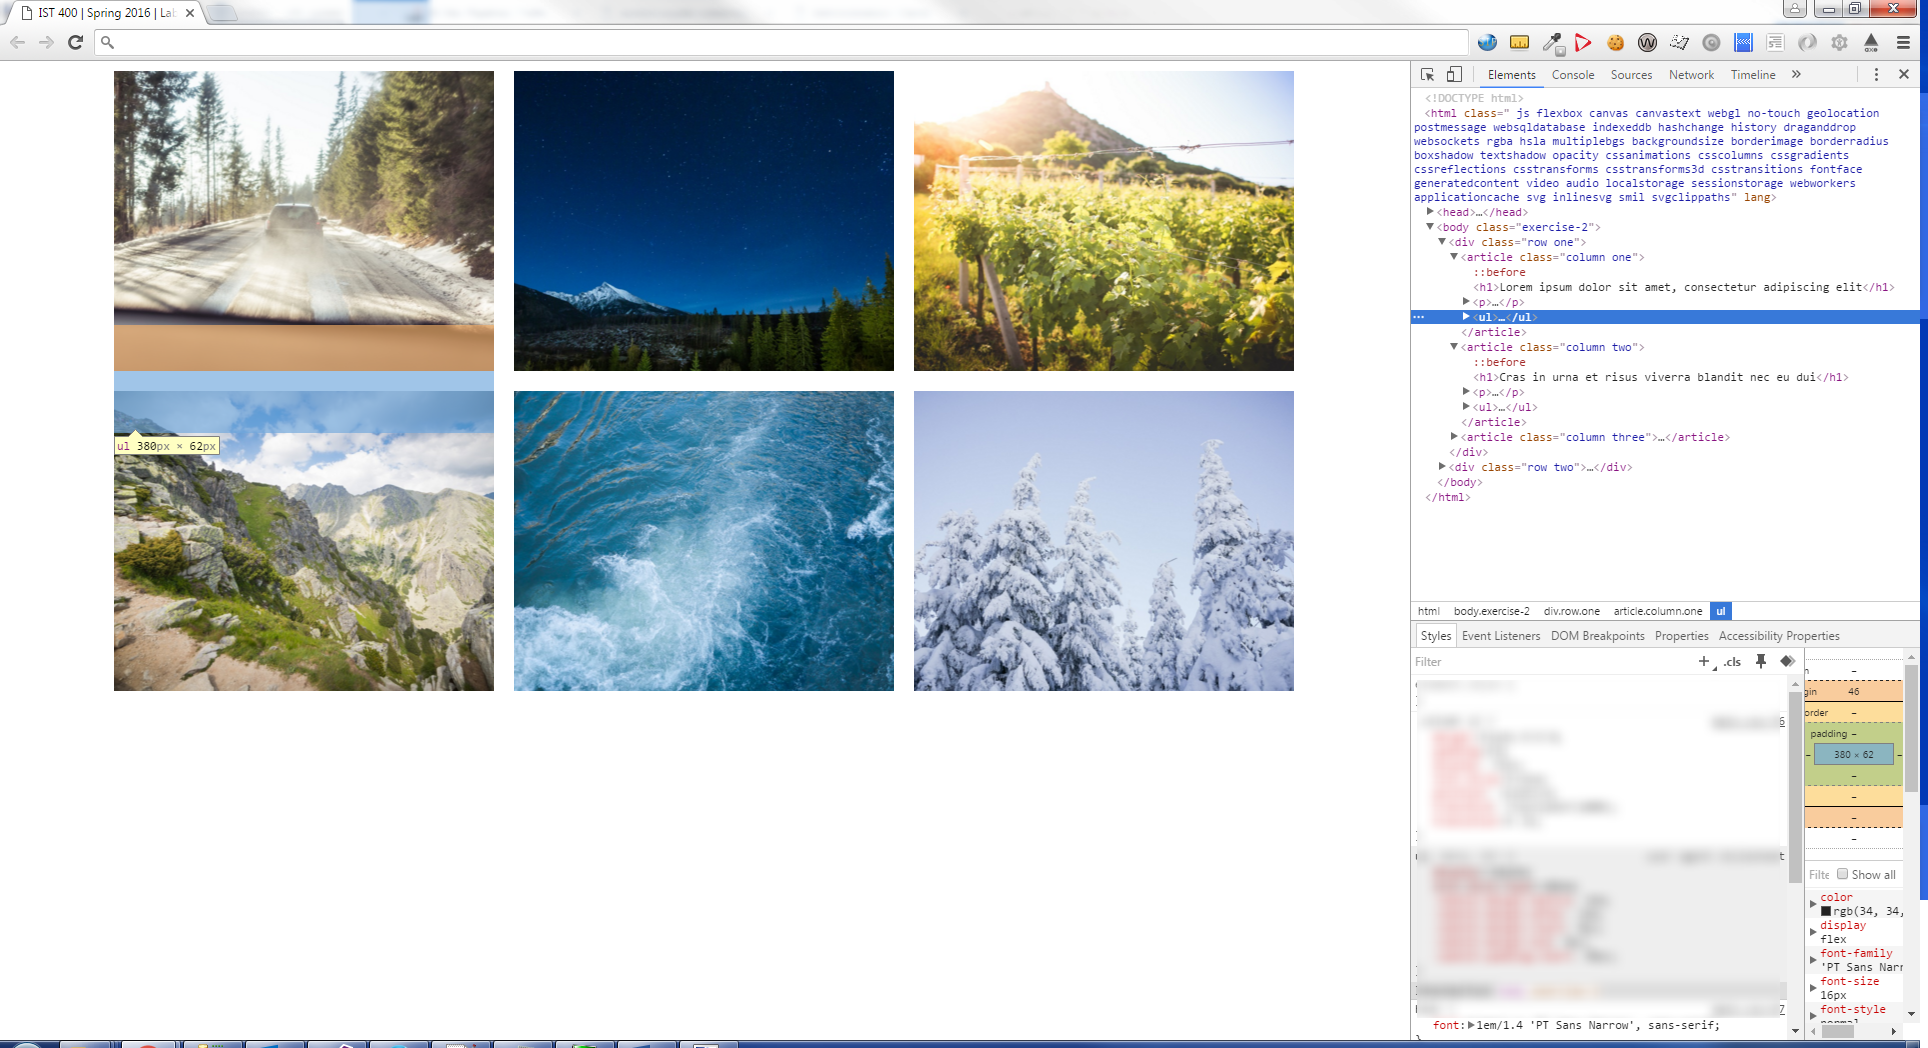 IST 400 | Spring 2016 | La
Elements Console Sources Network Timeline »
<!DOCTYPE html>
<html class=" js flexbox canvas canvastext webgl no-touch geolocation
postmessage websqldatabase indexeddb hashchange history draganddrop
websockets rgba hsla multiplebgs backgroundsize borderimage borderradius
boxshadow textshadow opacity cssanimations csscolumns cssgradients
cssreflections csstransforms csstransforms3d csstransitions fontface
generatedcontent video audio localstorage sessionstorage webworkers
applicationcache svg inlinesvg smil svgclippaths" lang>
<head>…</head>
<body class="exercise-2">
<div class="row one">
<article class="column one">
::before
<h1>Lorem ipsum dolor sit amet, consectetur adipiscing elit</h1>
<p>…</p>
<ul>…</ul>
</article>
<article class="column two">
::before
<h1>Cras in urna et risus viverra blandit nec eu dui</h1>
<p>…</p>
<ul>…</ul>
</article>
<article class="column three">…</article>
</div>
<div class="row two">…</div>
</body>
</html>
ul 380px × 62px
html body.exercise-2 div.row.one article.column.one ul
Styles Event Listeners DOM Breakpoints Properties Accessibility Properties
Filter + .cls
gin 46
order -
padding -
380 × 62
Filte Show all
color
rgb(34, 34,
display
flex
font-family
'PT Sans Narr
font-size
16px
font-style
normal
font: 1em/1.4 'PT Sans Narrow', sans-serif;
}